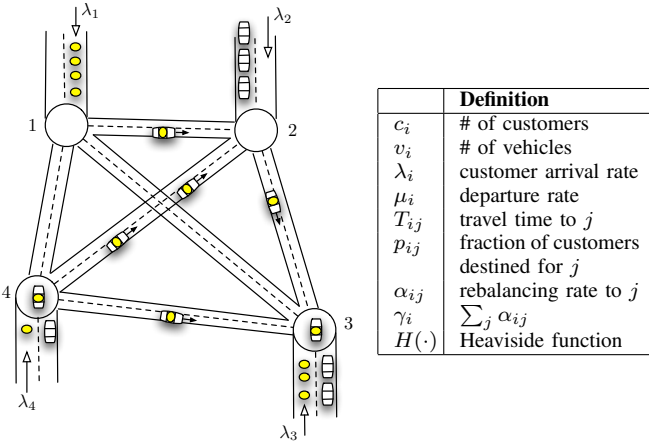 λ₁
λ₂
1
2
4
3
λ₄
λ₃
Definition
cᵢ # of customers
vᵢ # of vehicles
λᵢ customer arrival rate
μᵢ departure rate
Tᵢⱼ travel time to j
pᵢⱼ fraction of customers
destined for j
αᵢⱼ rebalancing rate to j
γᵢ ∑ⱼ αᵢⱼ
H(·) Heaviside function